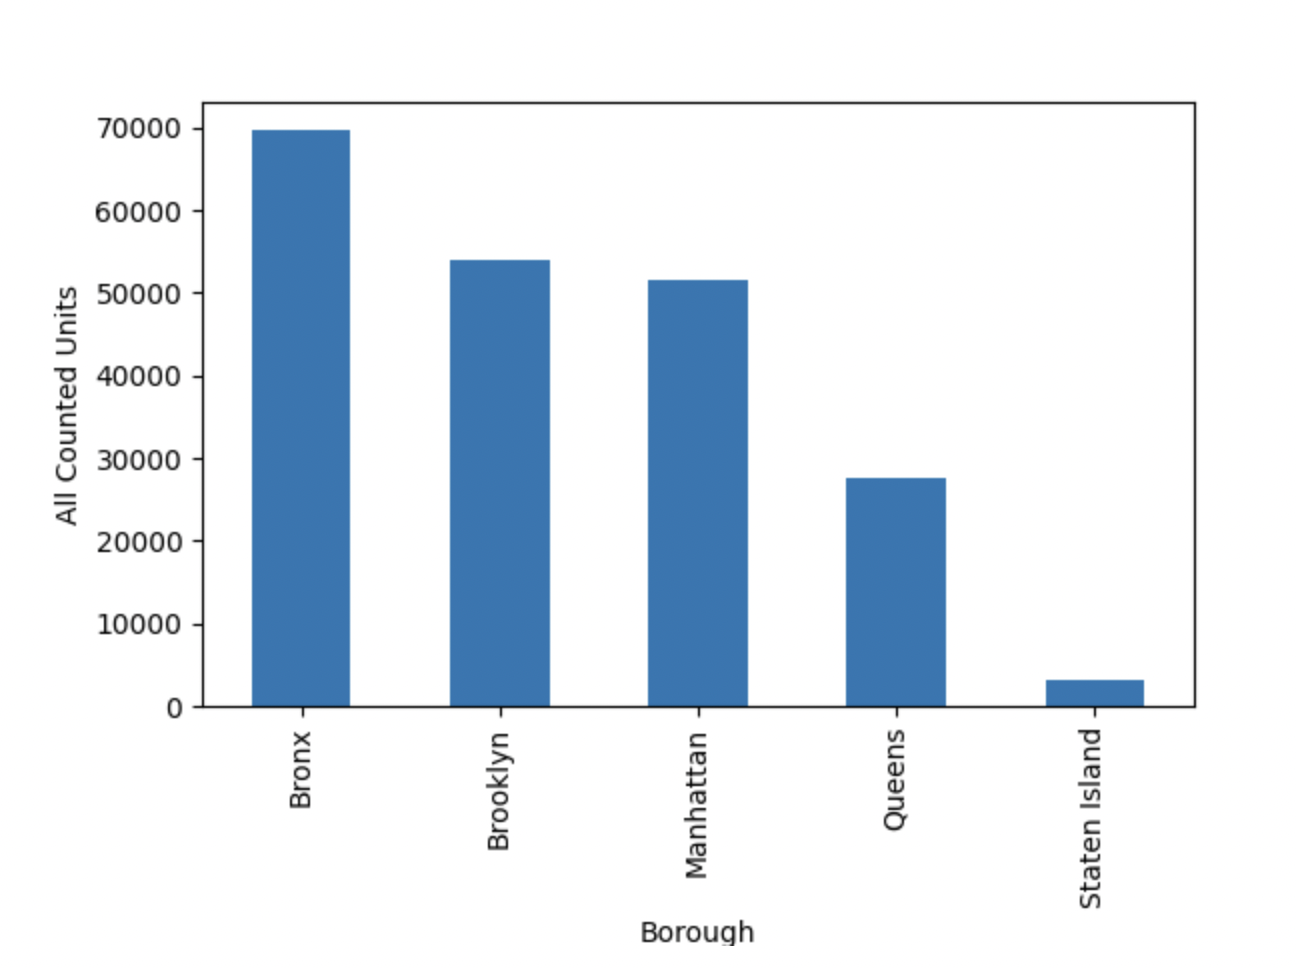 70000
60000
50000
40000
30000
20000
10000
0
All Counted Units
Bronx
Brooklyn
Manhattan
Queens
Staten Island
Borough